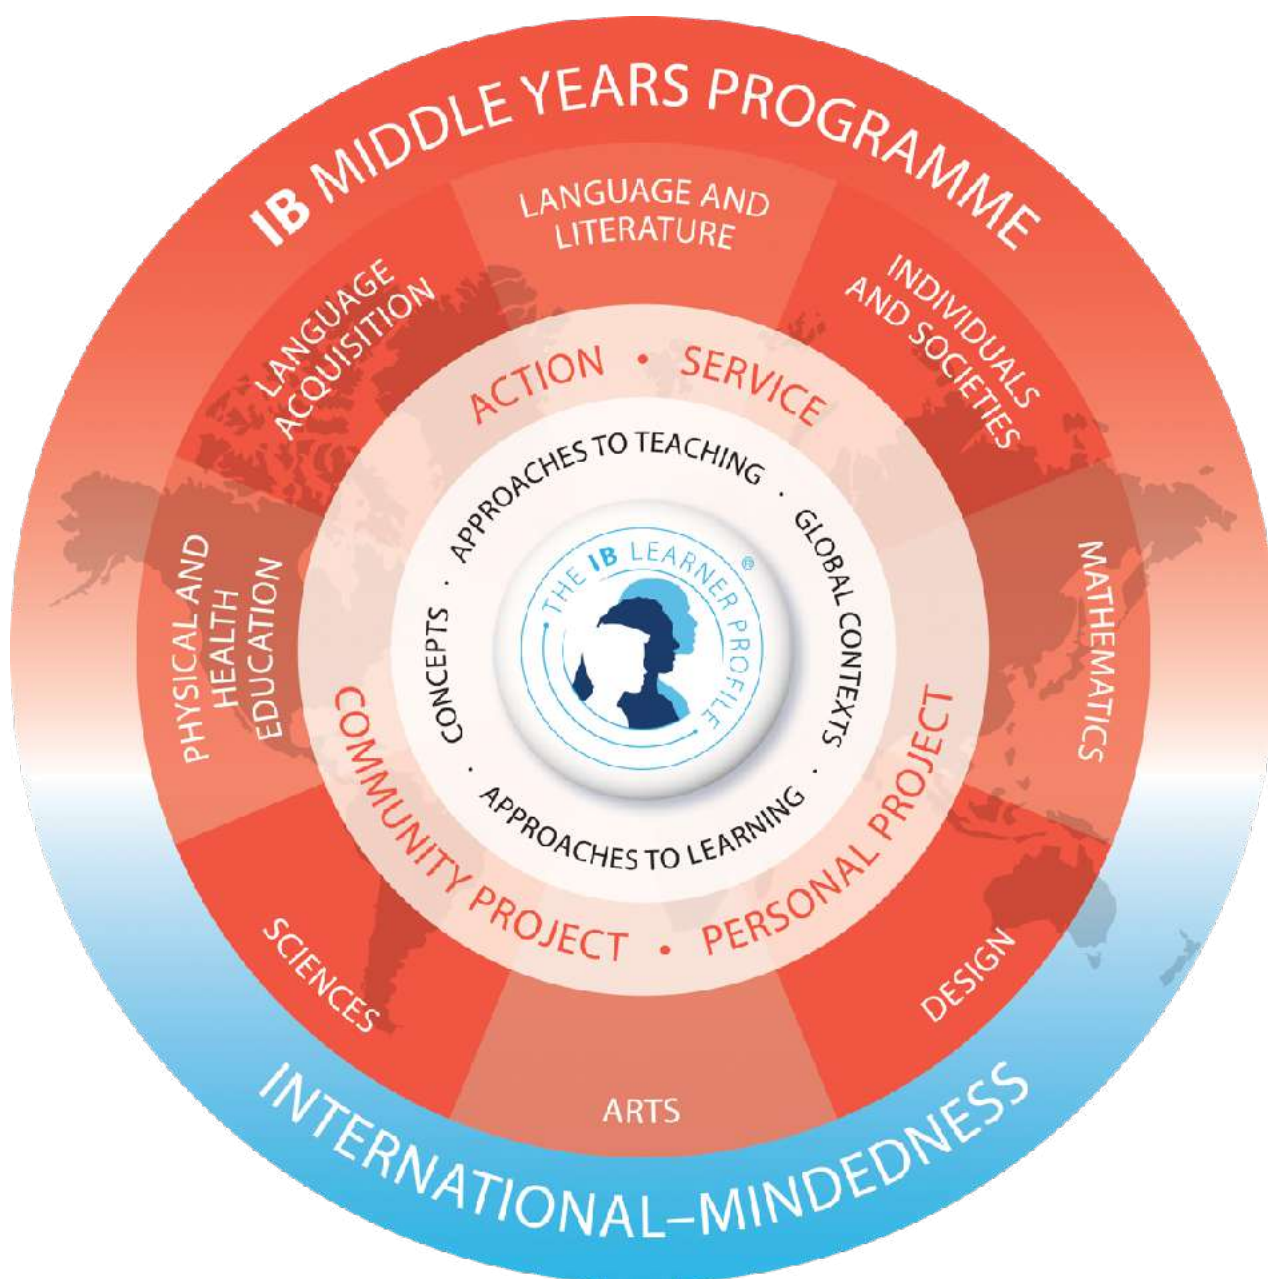 IB MIDDLE YEARS PROGRAMME
LANGUAGE AND
LITERATURE
INDIVIDUALS
AND SOCIETIES
MATHEMATICS
DESIGN
ARTS
SCIENCES
PHYSICAL AND
HEALTH
EDUCATION
LANGUAGE
ACQUISITION
ACTION • SERVICE
PERSONAL PROJECT •
COMMUNITY PROJECT
APPROACHES TO TEACHING ·
GLOBAL CONTEXTS ·
APPROACHES TO LEARNING ·
CONCEPTS ·
THE IB LEARNER PROFILE ®
INTERNATIONAL–MINDEDNESS